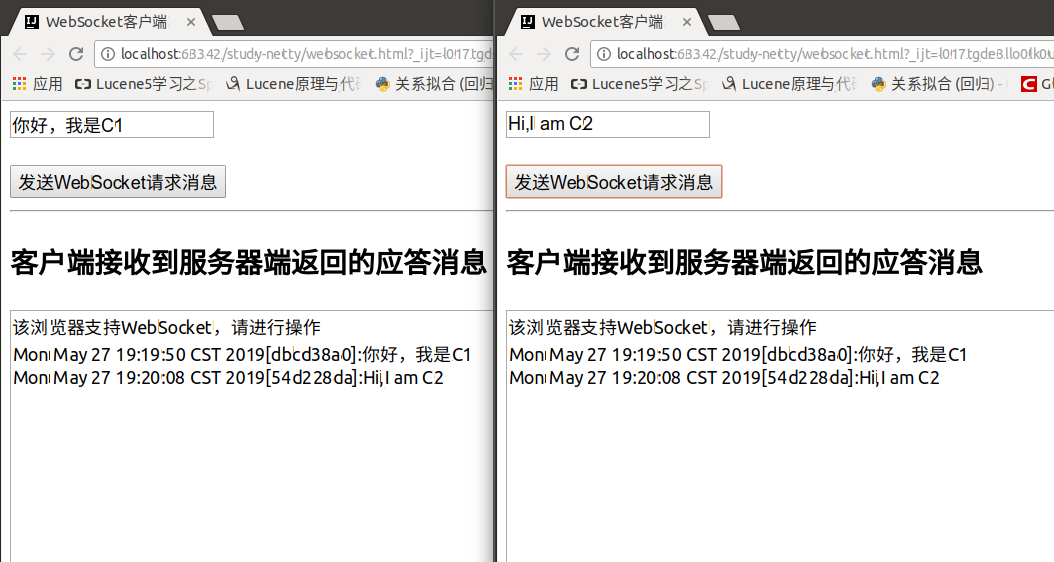 WebSocket客户端
localhost:63342/study-netty/websocket.html?_ijt=
应用 Lucene5学习之Sp Lucene原理与代码 关系拟合 (回归)
你好，我是C1
发送WebSocket请求消息
客户端接收到服务器端返回的应答消息
该浏览器支持WebSocket，请进行操作
Mon May 27 19:19:50 CST 2019[dbcd38a0]:你好，我是C1
Mon May 27 19:20:08 CST 2019[54d228da]:Hi,I am C2
WebSocket客户端
localhost:63342/study-netty/websocket.html?_ijt=
应用 Lucene5学习之Sp Lucene原理与代码 关系拟合 (回归) -
Hi,I am C2
发送WebSocket请求消息
客户端接收到服务器端返回的应答消息
该浏览器支持WebSocket，请进行操作
Mon May 27 19:19:50 CST 2019[dbcd38a0]:你好，我是C1
Mon May 27 19:20:08 CST 2019[54d228da]:Hi,I am C2